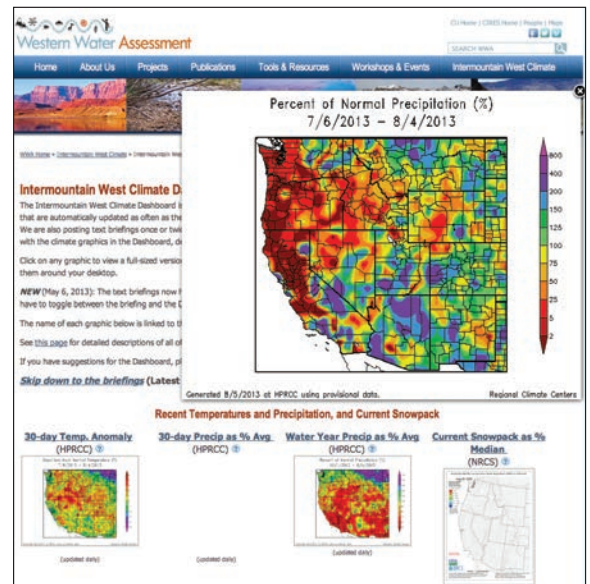 CU Home | CIRES Home | People | Maps
Western Water Assessment
SEARCH WWA
Home About Us Projects Publications Tools & Resources Workshops & Events Intermountain West Climate
Percent of Normal Precipitation (%)
7/6/2013 – 8/4/2013
WWA Home » Intermountain West Climate » Intermountain
800
400
200
150
125
100
75
50
25
5
2
Intermountain West Climate D
The Intermountain West Climate Dashboard
that are automatically updated as often as the
We are also posting text briefings once or
with the climate graphics in the Dashboard,
Click on any graphic to view a full-sized
them around your desktop.
NEW (May 6, 2013): The text briefings now
have to toggle between the briefing and the
The name of each graphic below is linked to
See this page for detailed descriptions of all
If you have suggestions for the Dashboard,
Skip down to the briefings (Latest
Generated 8/5/2013 at HPRCC using provisional data. Regional Climate Centers
Recent Temperatures and Precipitation, and Current Snowpack
30-day Temp. Anomaly 30-day Precip as % Avg Water Year Precip as % Avg Current Snowpack as %
(HPRCC) (HPRCC) (HPRCC) Median
(NRCS)
(updated daily) (updated daily) (updated daily)